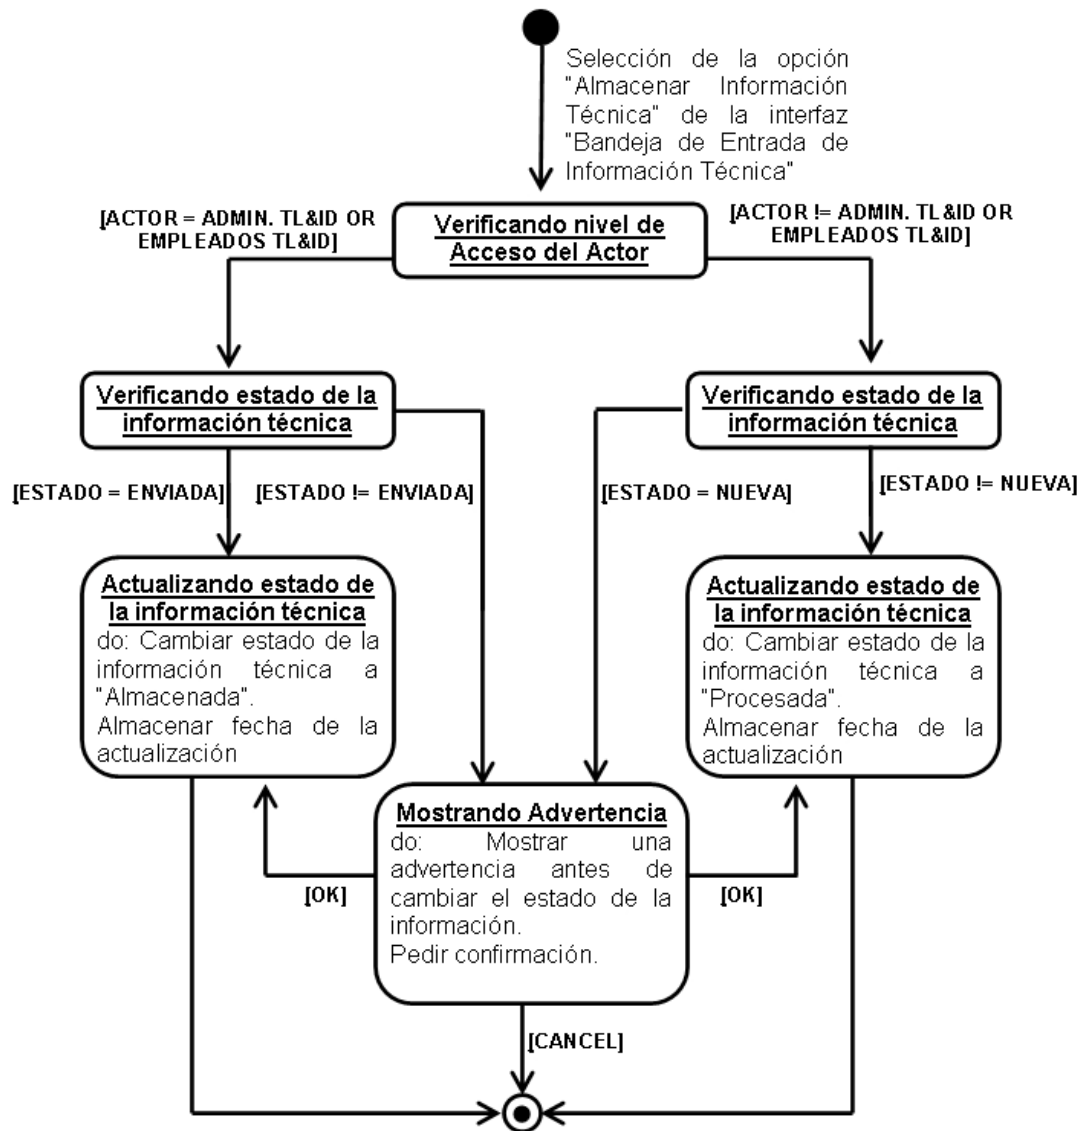 Selección de la opción
"Almacenar Información
Técnica" de la interfaz
"Bandeja de Entrada de
Información Técnica"
[ACTOR = ADMIN. TL&ID OR
EMPLEADOS TL&ID]
Verificando nivel de
Acceso del Actor
[ACTOR != ADMIN. TL&ID OR
EMPLEADOS TL&ID]
Verificando estado de la
información técnica
Verificando estado de la
información técnica
[ESTADO = ENVIADA]
[ESTADO != ENVIADA]
[ESTADO = NUEVA]
[ESTADO != NUEVA]
Actualizando estado de
la información técnica
do: Cambiar estado de la
información técnica a
"Almacenada".
Almacenar fecha de la
actualización
Actualizando estado de
la información técnica
do: Cambiar estado de la
información técnica a
"Procesada".
Almacenar fecha de la
actualización
Mostrando Advertencia
do: Mostrar una
advertencia antes de
cambiar el estado de la
información.
Pedir confirmación.
[OK]
[OK]
[CANCEL]